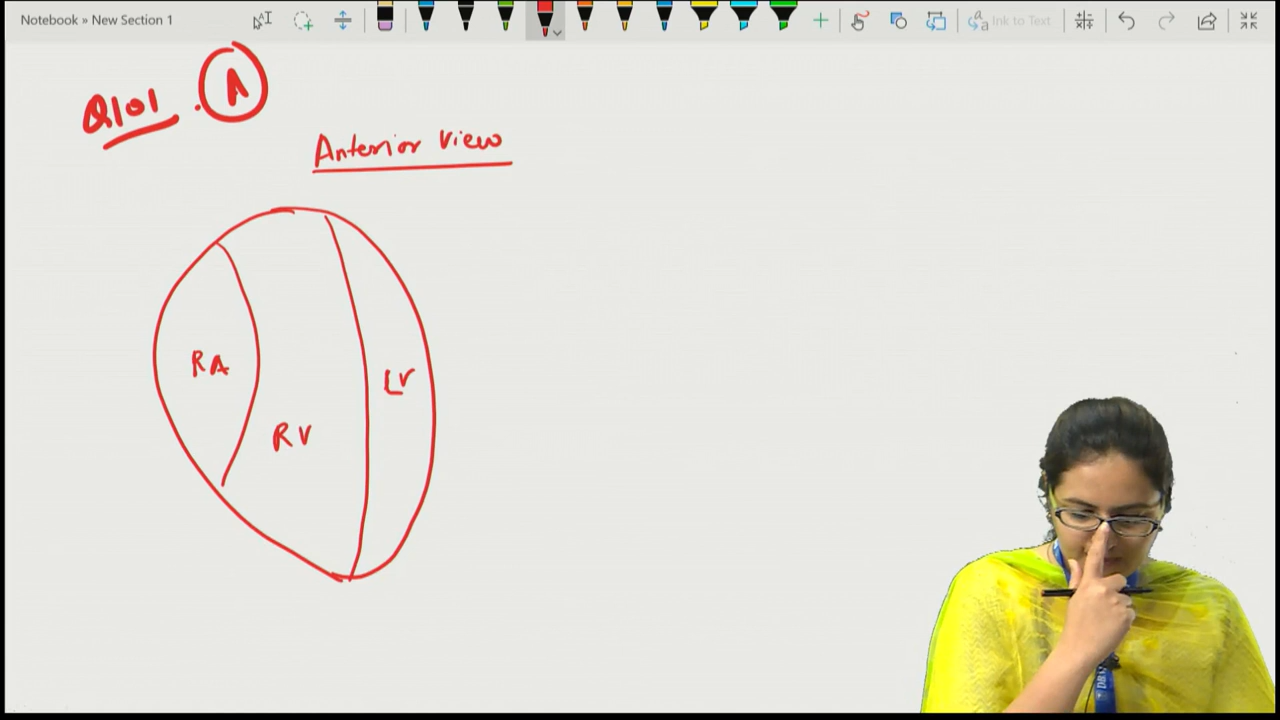 Notebook » New Section 1
Ink to Text
Q101. A
Anterior View
RA
LV
RV